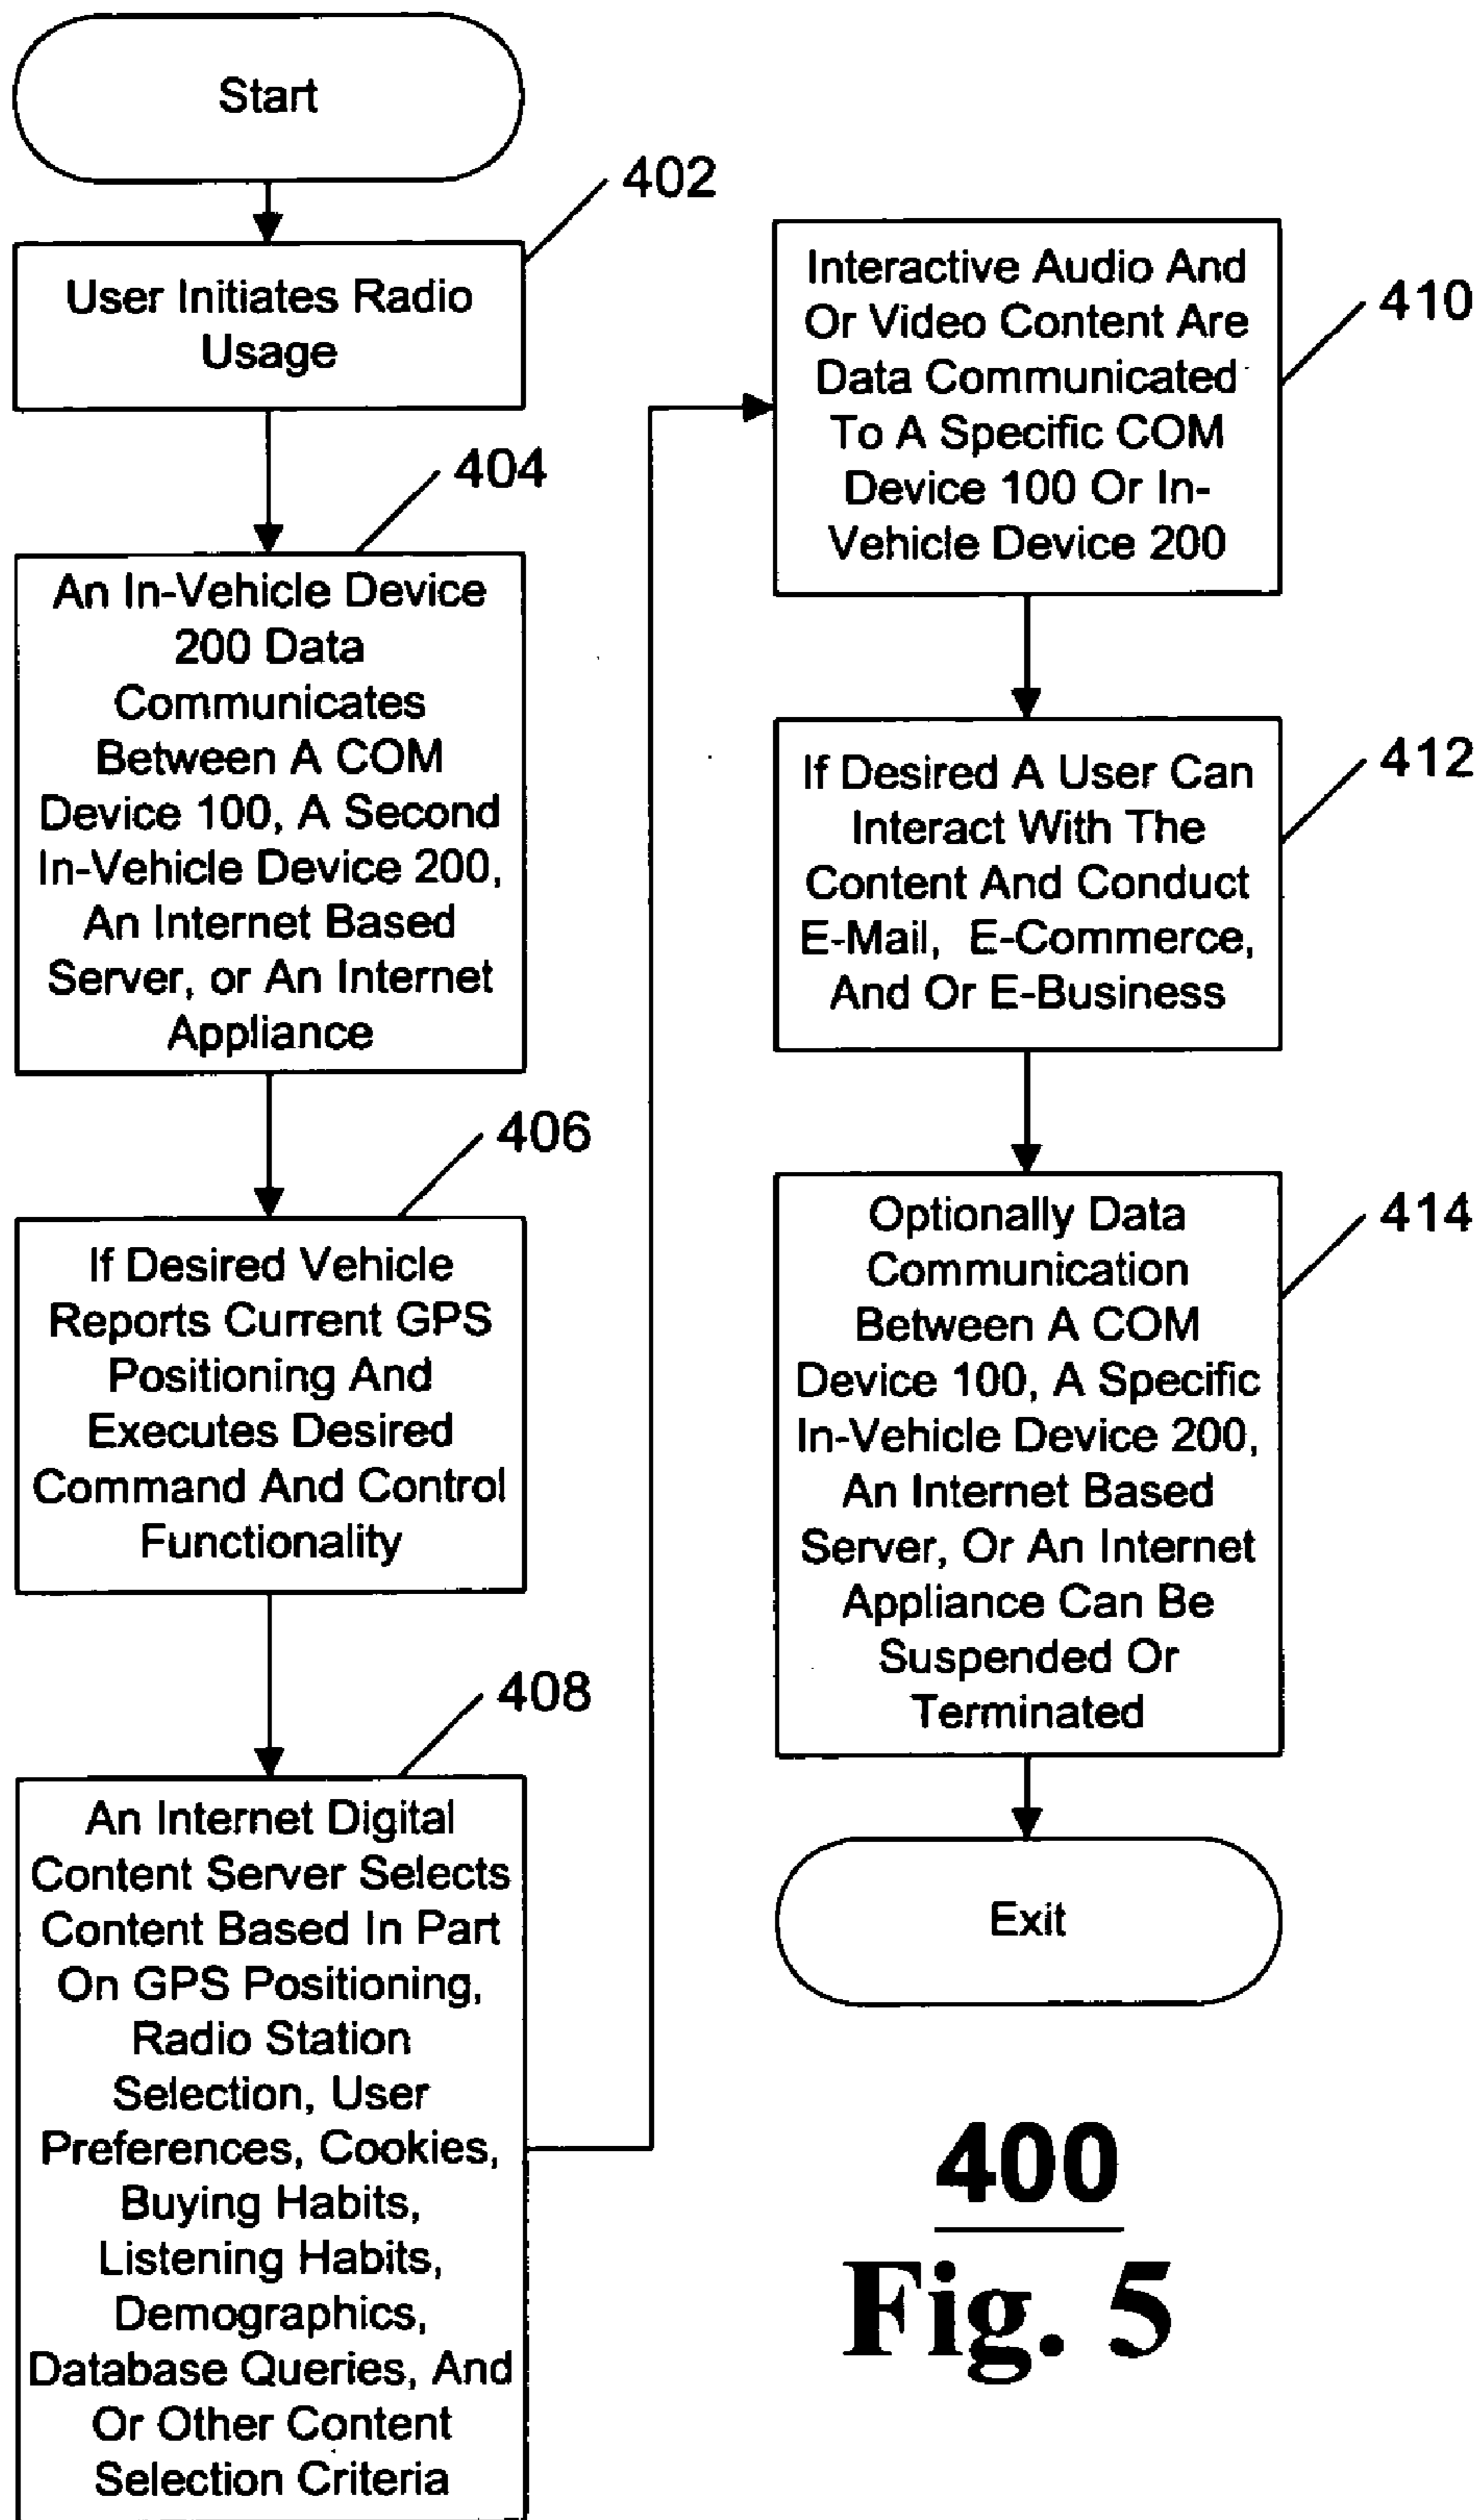 Start
402
User Initiates Radio
Usage
404
An In-Vehicle Device
200 Data
Communicates
Between A COM
Device 100, A Second
In-Vehicle Device 200,
An Internet Based
Server, or An Internet
Appliance
406
If Desired Vehicle
Reports Current GPS
Positioning And
Executes Desired
Command And Control
Functionality
408
An Internet Digital
Content Server Selects
Content Based In Part
On GPS Positioning,
Radio Station
Selection, User
Preferences, Cookies,
Buying Habits,
Listening Habits,
Demographics,
Database Queries, And
Or Other Content
Selection Criteria
Interactive Audio And
Or Video Content Are
Data Communicated
To A Specific COM
Device 100 Or In-
Vehicle Device 200
410
If Desired A User Can
Interact With The
Content And Conduct
E-Mail, E-Commerce,
And Or E-Business
412
Optionally Data
Communication
Between A COM
Device 100, A Specific
In-Vehicle Device 200,
An Internet Based
Server, Or An Internet
Appliance Can Be
Suspended Or
Terminated
414
Exit
400
Fig. 5